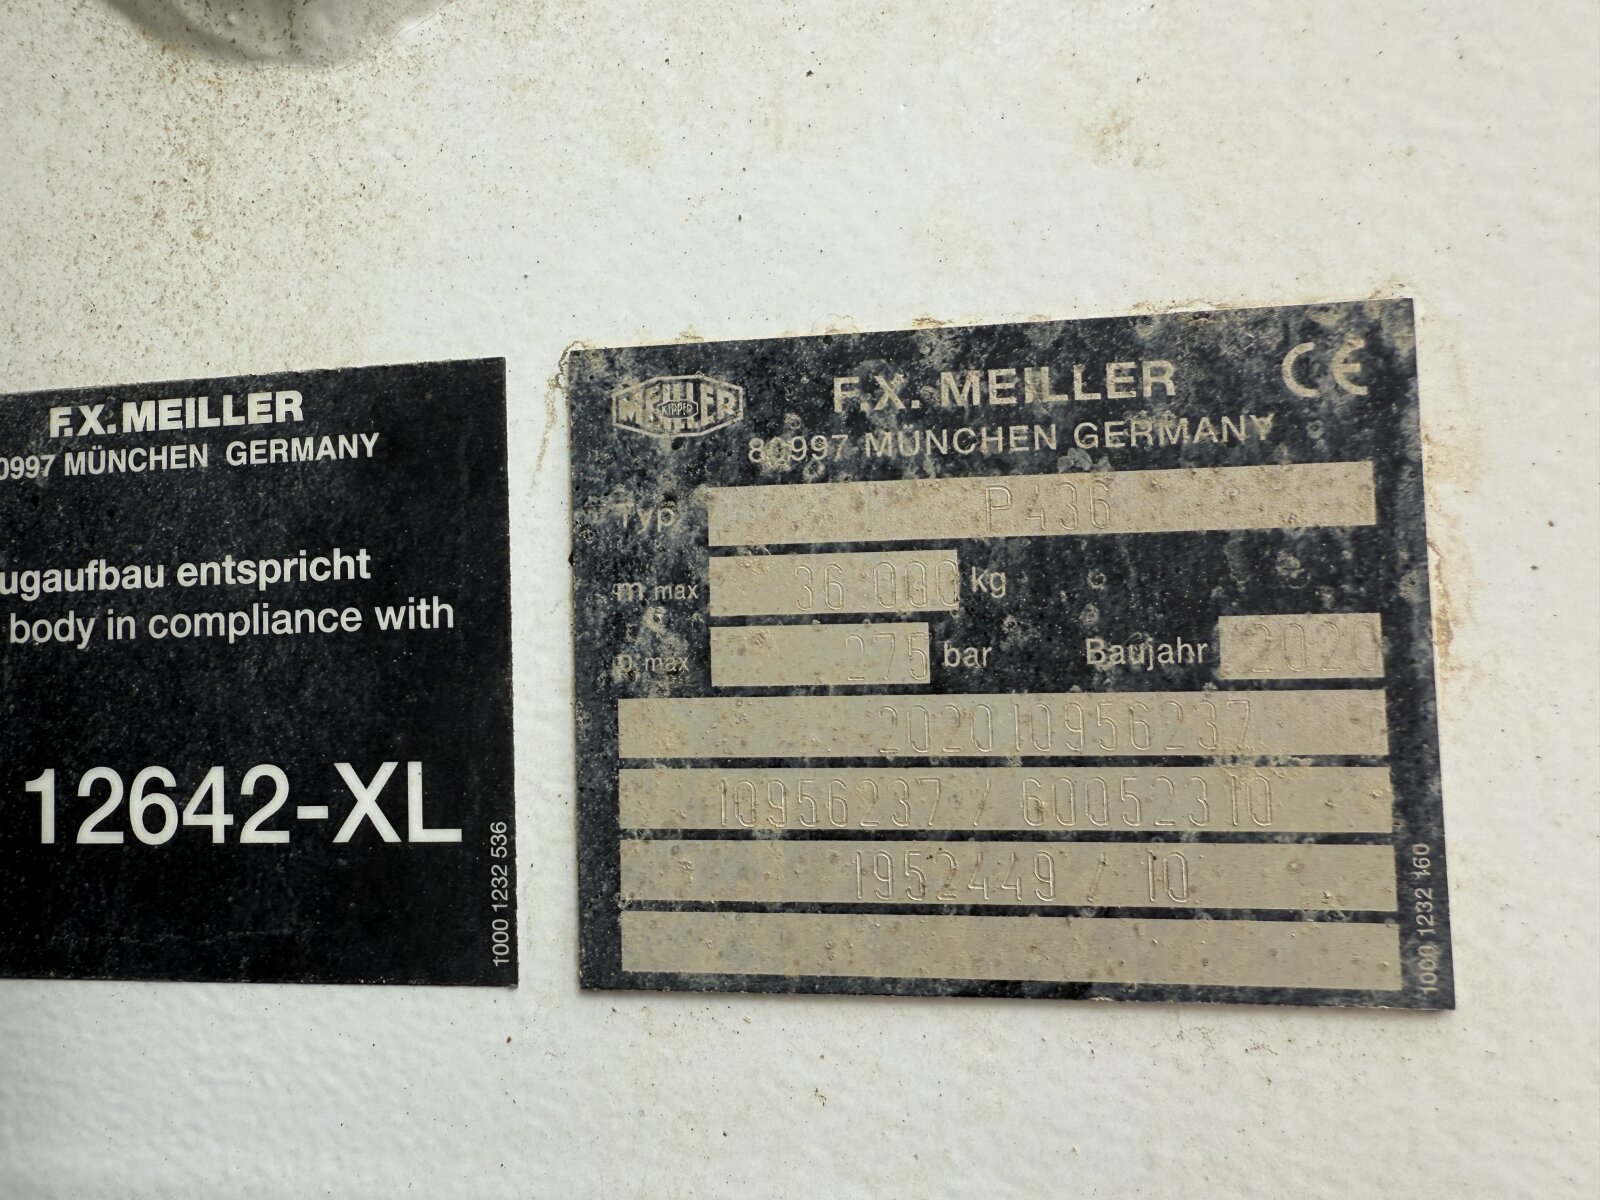 F.X. MEILLER
0997 MÜNCHEN GERMANY
ugaufbau entspricht
body in compliance with
12642-XL
1000 1232 536
MEILLER
KIPPER
F.X. MEILLER
CE
80997 MÜNCHEN GERMANY
Typ P436
m max 36 000 kg
p max 275 bar Baujahr 2020
202010956237
10956237 / 60052310
1952449 / 10
1000 1232 160